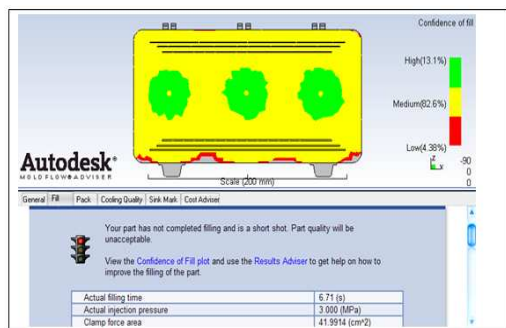 Confidence of fill
High(13.1%)
Medium(82.6%)
Low(4.38%)
Autodesk®
MOLDFLOW® ADVISER
Scale (200 mm)
z
x
-90
0
0
General Fill Pack Cooling Quality Sink Mark Cost Adviser
Your part has not completed filling and is a short shot. Part quality will be
unacceptable.
View the Confidence of Fill plot and use the Results Adviser to get help on how to
improve the filling of the part.
Actual filling time 6.71 (s)
Actual injection pressure 3.000 (MPa)
Clamp force area 41.9914 (cm^2)